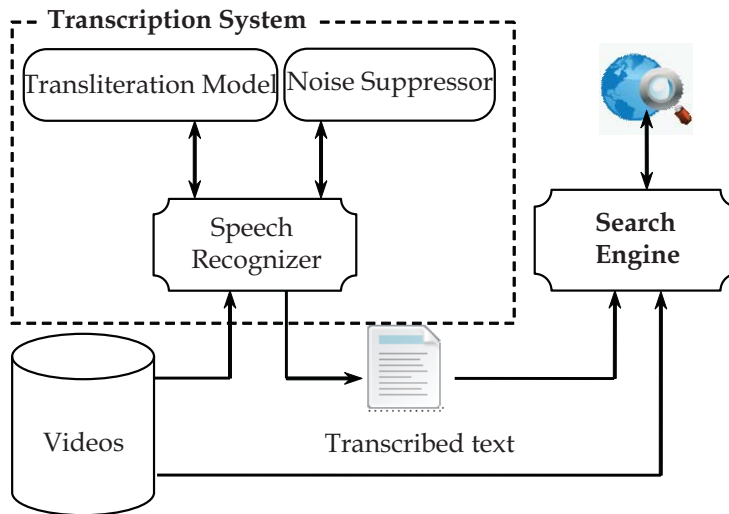 Transcription System
Transliteration Model
Noise Suppressor
Speech
Recognizer
Search
Engine
Videos
Transcribed text